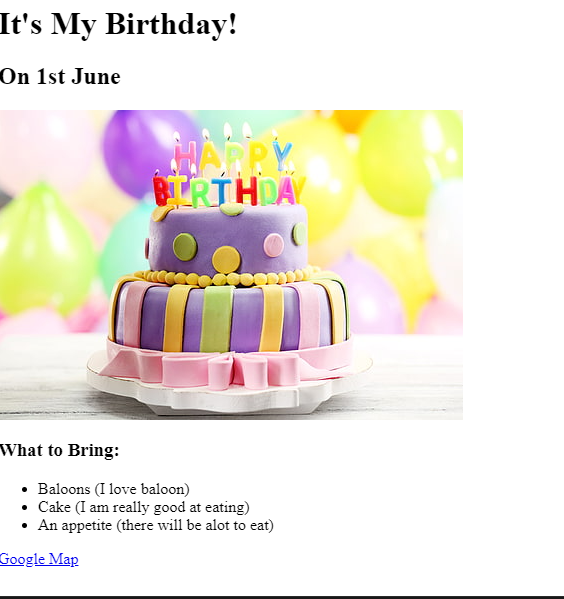 It's My Birthday!
On 1st June
HAPPY
BIRTHDAY
What to Bring:
Baloons (I love baloon)
Cake (I am really good at eating)
An appetite (there will be alot to eat)
Google Map